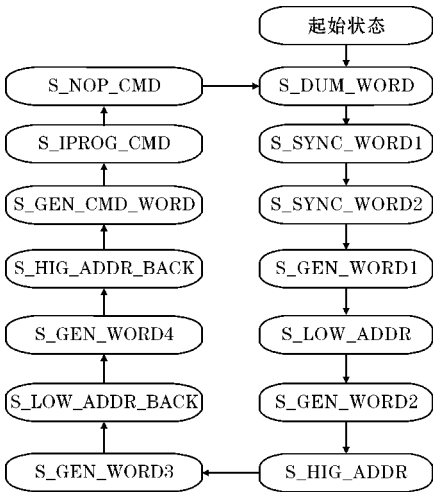 起始状态
S_DUM_WORD
S_SYNC_WORD1
S_SYNC_WORD2
S_GEN_WORD1
S_LOW_ADDR
S_GEN_WORD2
S_HIG_ADDR
S_GEN_WORD3
S_LOW_ADDR_BACK
S_GEN_WORD4
S_HIG_ADDR_BACK
S_GEN_CMD_WORD
S_IPROG_CMD
S_NOP_CMD